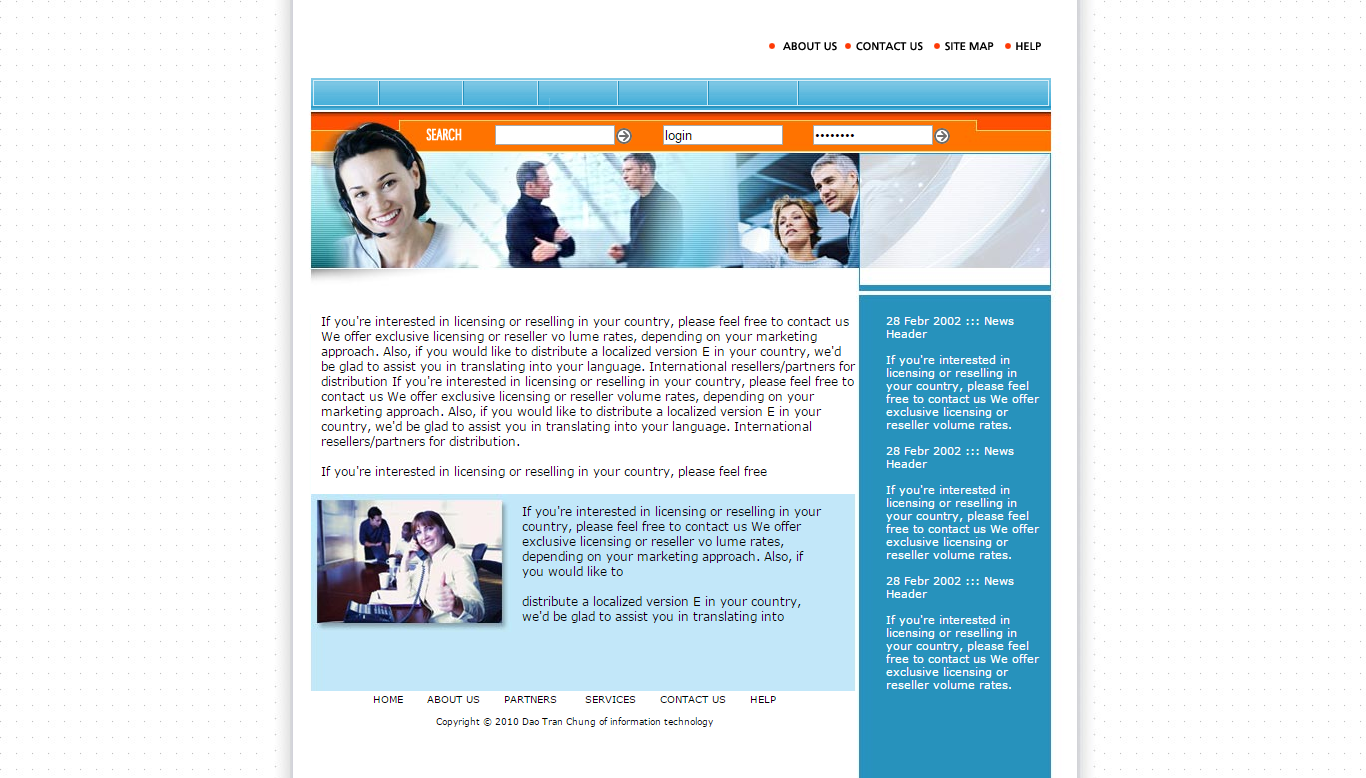 ABOUT US CONTACT US SITE MAP HELP
SEARCH login ••••••••
If you're interested in licensing or reselling in your country, please feel free to contact us
We offer exclusive licensing or reseller vo lume rates, depending on your marketing
approach. Also, if you would like to distribute a localized version E in your country, we'd
be glad to assist you in translating into your language. International resellers/partners for
distribution If you're interested in licensing or reselling in your country, please feel free to
contact us We offer exclusive licensing or reseller volume rates, depending on your
marketing approach. Also, if you would like to distribute a localized version E in your
country, we'd be glad to assist you in translating into your language. International
resellers/partners for distribution.
If you're interested in licensing or reselling in your country, please feel free
If you're interested in licensing or reselling in your
country, please feel free to contact us We offer
exclusive licensing or reseller vo lume rates,
depending on your marketing approach. Also, if
you would like to
distribute a localized version E in your country,
we'd be glad to assist you in translating into
28 Febr 2002 ::: News
Header
If you're interested in
licensing or reselling in
your country, please feel
free to contact us We offer
exclusive licensing or
reseller volume rates.
28 Febr 2002 ::: News
Header
If you're interested in
licensing or reselling in
your country, please feel
free to contact us We offer
exclusive licensing or
reseller volume rates.
28 Febr 2002 ::: News
Header
If you're interested in
licensing or reselling in
your country, please feel
free to contact us We offer
exclusive licensing or
reseller volume rates.
HOME ABOUT US PARTNERS SERVICES CONTACT US HELP
Copyright © 2010 Dao Tran Chung of information technology